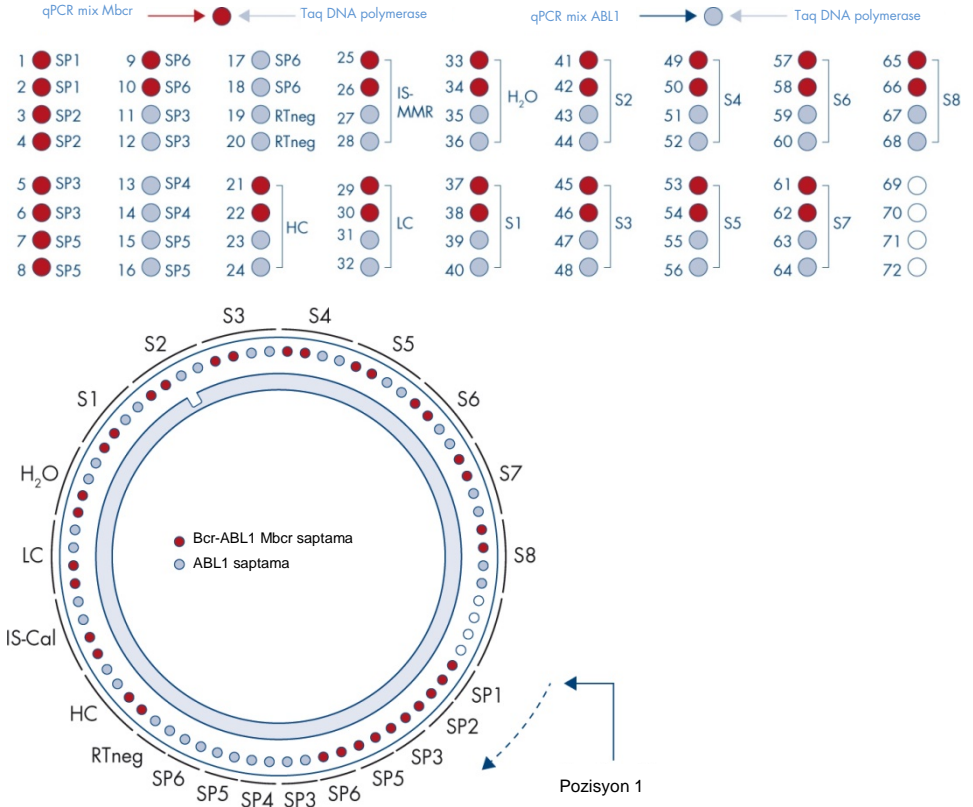 qPCR mix Mbcr Taq DNA polymerase qPCR mix ABL1 Taq DNA polymerase
1 SP1 9 SP6 17 SP6 25 33 41 49 57 65
2 SP1 10 SP6 18 SP6 26 34 42 50 58 66
IS-MMR H2O S2 S4 S6 S8
3 SP2 11 SP3 19 RTneg 27 35 43 51 59 67
4 SP2 12 SP3 20 RTneg 28 36 44 52 60 68
5 SP3 13 SP4 21 29 37 45 53 61 69
6 SP3 14 SP4 22 30 38 46 54 62 70
HC LC S1 S3 S5 S7
7 SP5 15 SP5 23 31 39 47 55 63 71
8 SP5 16 SP5 24 32 40 48 56 64 72
S3 S4
S2 S5
S1 S6
H2O S7
Bcr-ABL1 Mbcr saptama
LC S8
ABL1 saptama
IS-Cal
SP1
HC SP2
RTneg SP3
SP6 SP5
SP5 SP4 SP3 SP6
Pozisyon 1